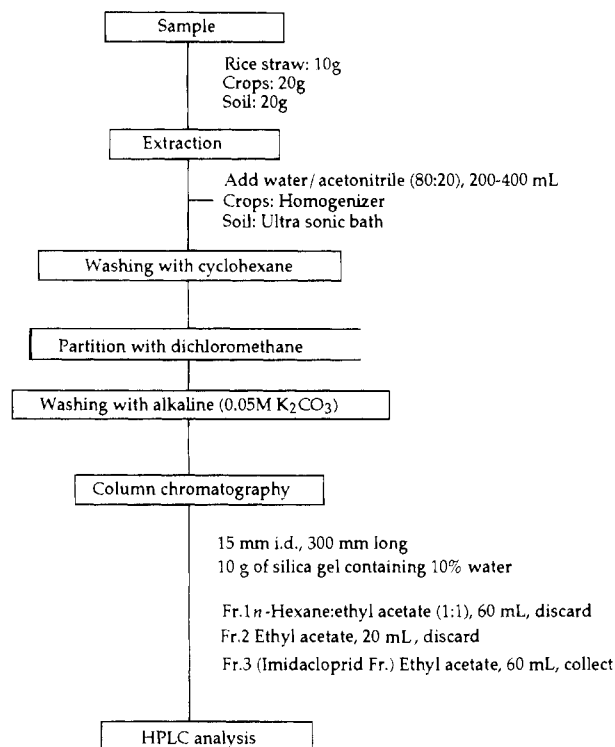 Sample
Rice straw: 10g
Crops: 20g
Soil: 20g
Extraction
Add water/acetonitrile (80:20), 200-400 mL
Crops: Homogenizer
Soil: Ultra sonic bath
Washing with cyclohexane
Partition with dichloromethane
Washing with alkaline (0.05M K₂CO₃)
Column chromatography
15 mm i.d., 300 mm long
10 g of silica gel containing 10% water
Fr.1 n-Hexane:ethyl acetate (1:1), 60 mL, discard
Fr.2 Ethyl acetate, 20 mL, discard
Fr.3 (Imidacloprid Fr.) Ethyl acetate, 60 mL, collect
HPLC analysis